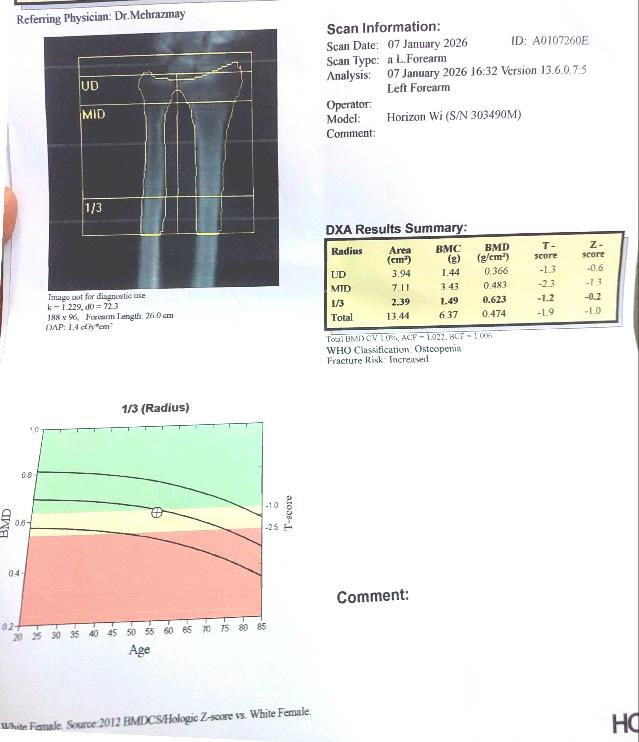 Referring Physician: Dr.Mehrazmay
UD
MID
1/3
Image not for diagnostic use
k = 1.229, d0 = 72.3
188 x 96, Forearm Length: 26.0 cm
DAP: 1.4 cGy*cm²
Scan Information:
Scan Date: 07 January 2026 ID: A0107260E
Scan Type: a L.Forearm
Analysis: 07 January 2026 16:32 Version 13.6.0.7:5
Left Forearm
Operator:
Model: Horizon Wi (S/N 303490M)
Comment:
DXA Results Summary:
Radius Area (cm²) BMC (g) BMD (g/cm²) T-score Z-score
UD 3.94 1.44 0.366 -1.3 -0.6
MID 7.11 3.43 0.483 -2.3 -1.3
1/3 2.39 1.49 0.623 -1.2 -0.2
Total 13.44 6.37 0.474 -1.9 -1.0
Total BMD CV 1.0%, ACF = 1.022, BCF = 1.006
WHO Classification: Osteopenia
Fracture Risk: Increased
1/3 (Radius)
1.0
0.8
0.6
0.4
0.2
BMD
-1.0
-2.5
T-score
20 25 30 35 40 45 50 55 60 65 70 75 80 85
Age
Comment:
White Female. Source:2012 BMDCS/Hologic Z-score vs. White Female.
HO